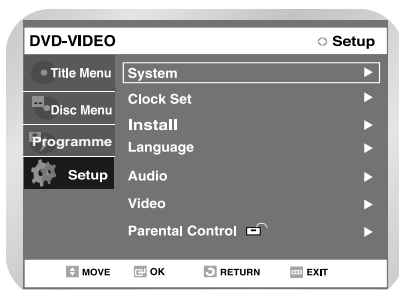 DVD-VIDEO
Setup
Title Menu
Disc Menu
Programme
Setup
System
Clock Set
Install
Language
Audio
Video
Parental Control
MOVE
OK
RETURN
EXIT